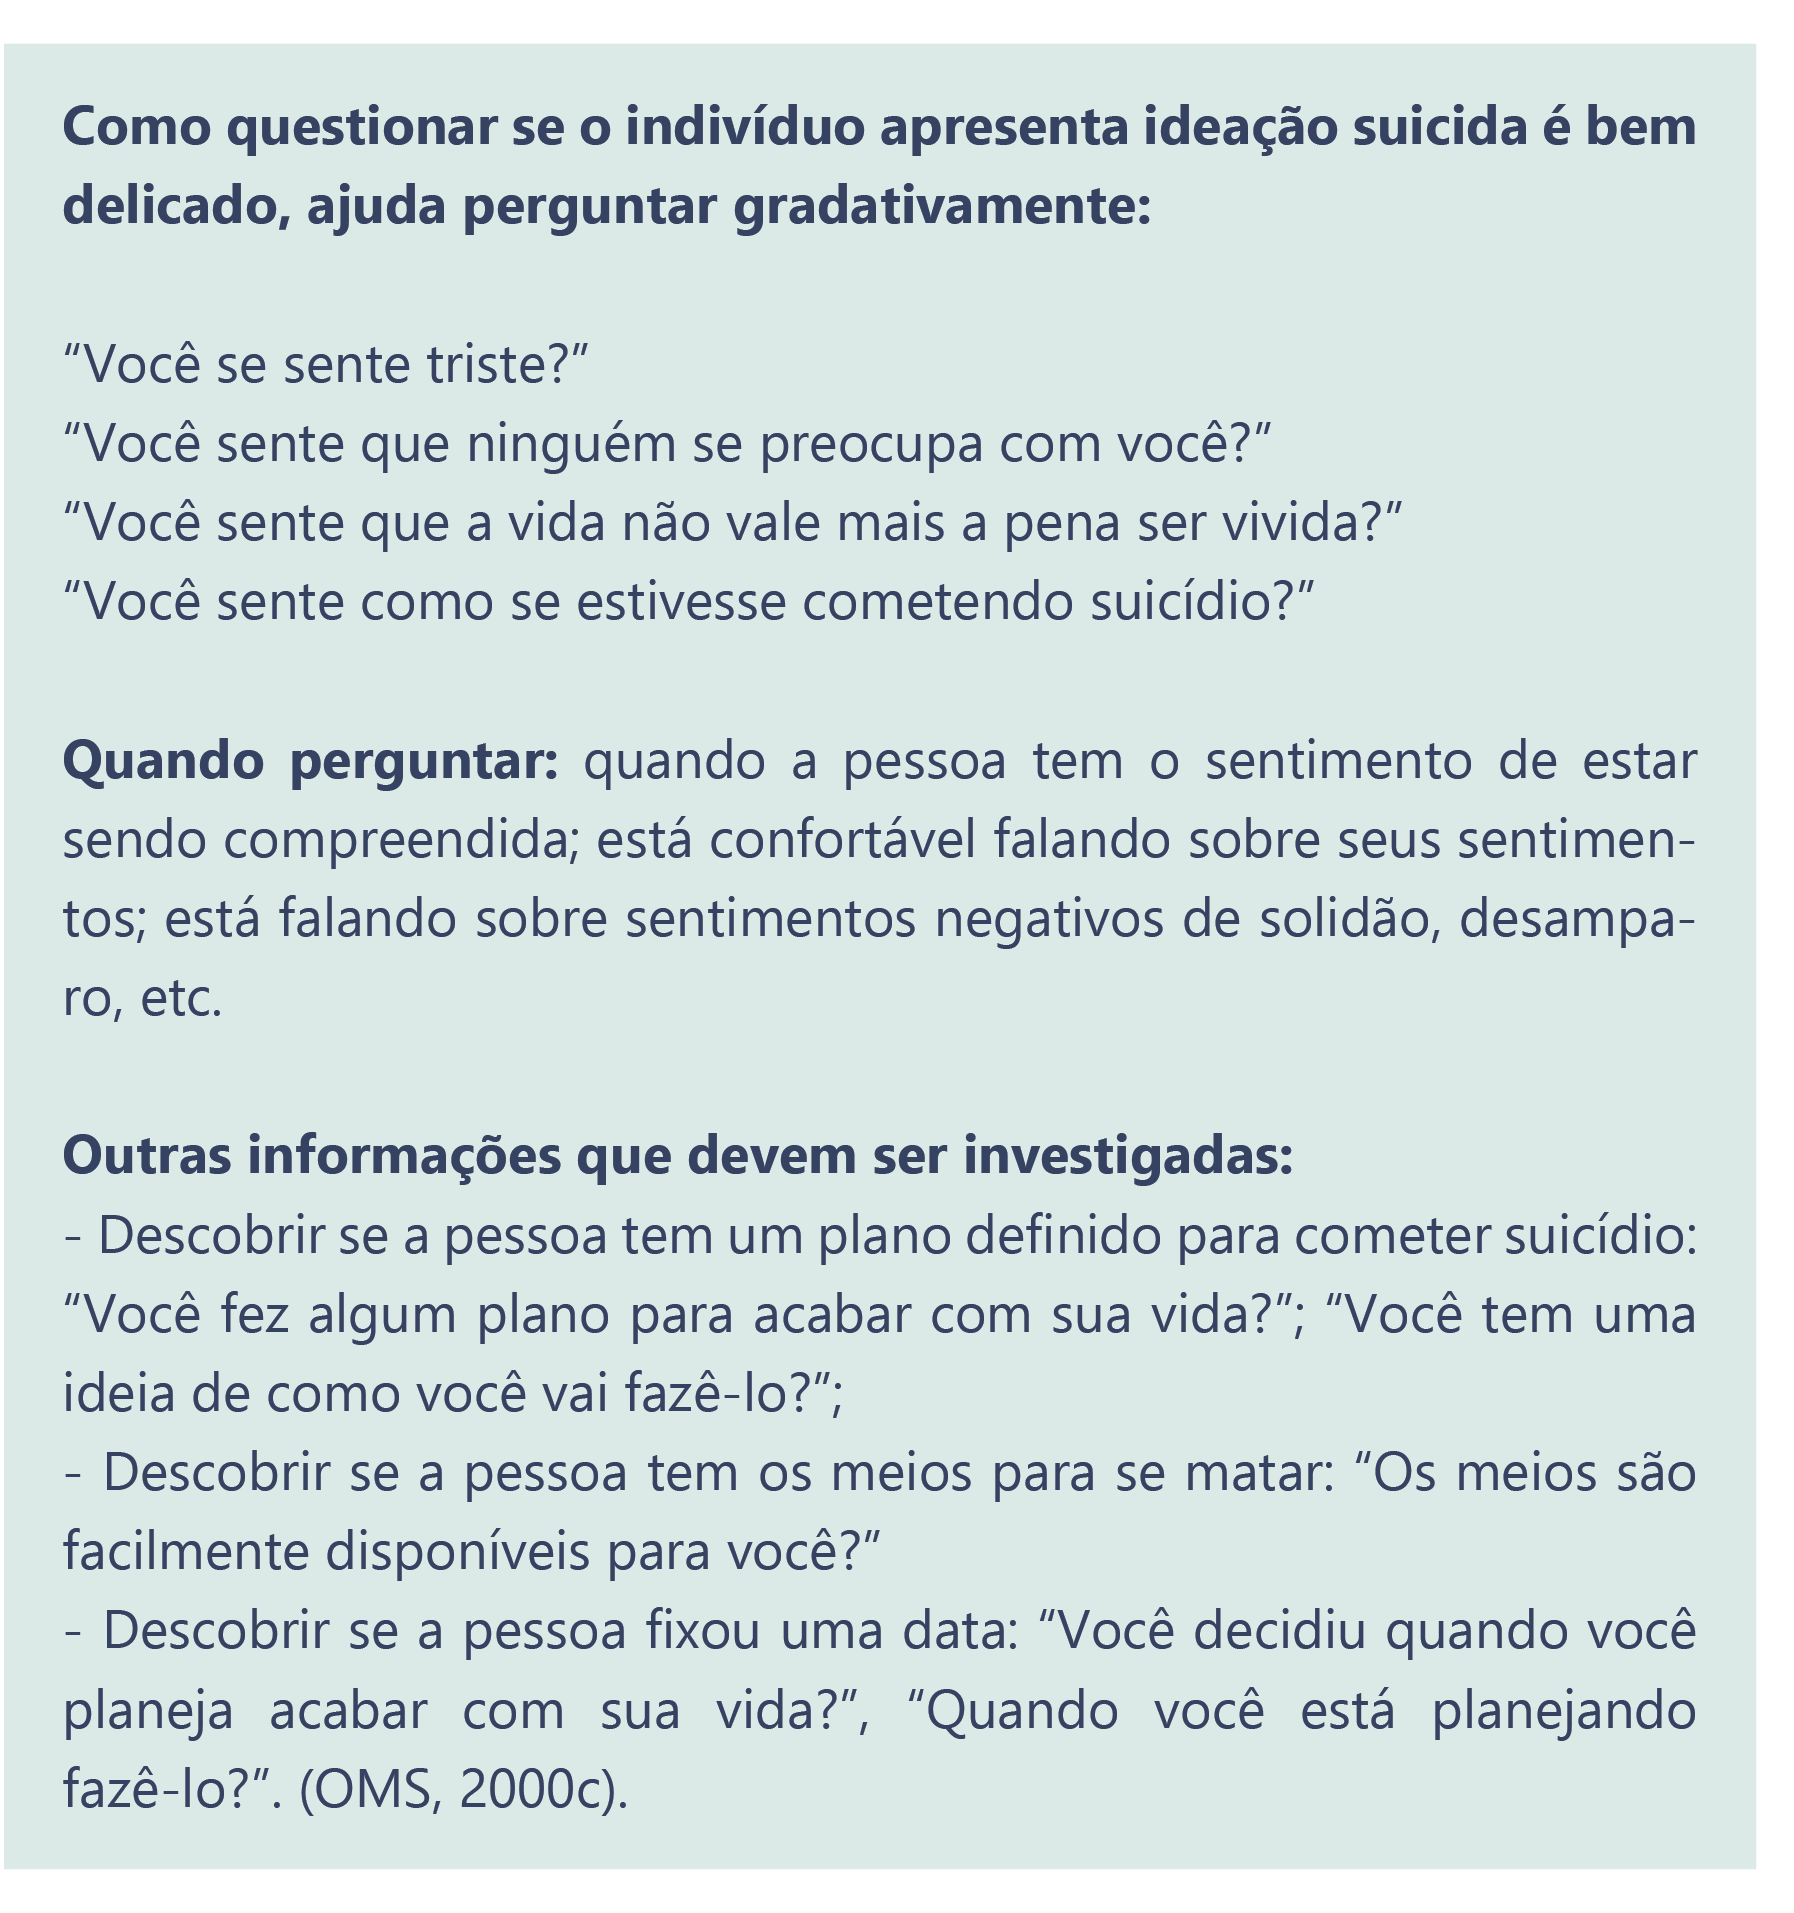 Como questionar se o indivíduo apresenta ideação suicida é bem
delicado, ajuda perguntar gradativamente:
“Você se sente triste?”
“Você sente que ninguém se preocupa com você?”
“Você sente que a vida não vale mais a pena ser vivida?”
“Você sente como se estivesse cometendo suicídio?”
Quando perguntar: quando a pessoa tem o sentimento de estar
sendo compreendida; está confortável falando sobre seus sentimen-
tos; está falando sobre sentimentos negativos de solidão, desampa-
ro, etc.
Outras informações que devem ser investigadas:
- Descobrir se a pessoa tem um plano definido para cometer suicídio:
“Você fez algum plano para acabar com sua vida?”; “Você tem uma
ideia de como você vai fazê-lo?”;
- Descobrir se a pessoa tem os meios para se matar: “Os meios são
facilmente disponíveis para você?”
- Descobrir se a pessoa fixou uma data: “Você decidiu quando você
planeja acabar com sua vida?”, “Quando você está planejando
fazê-lo?”. (OMS, 2000c).